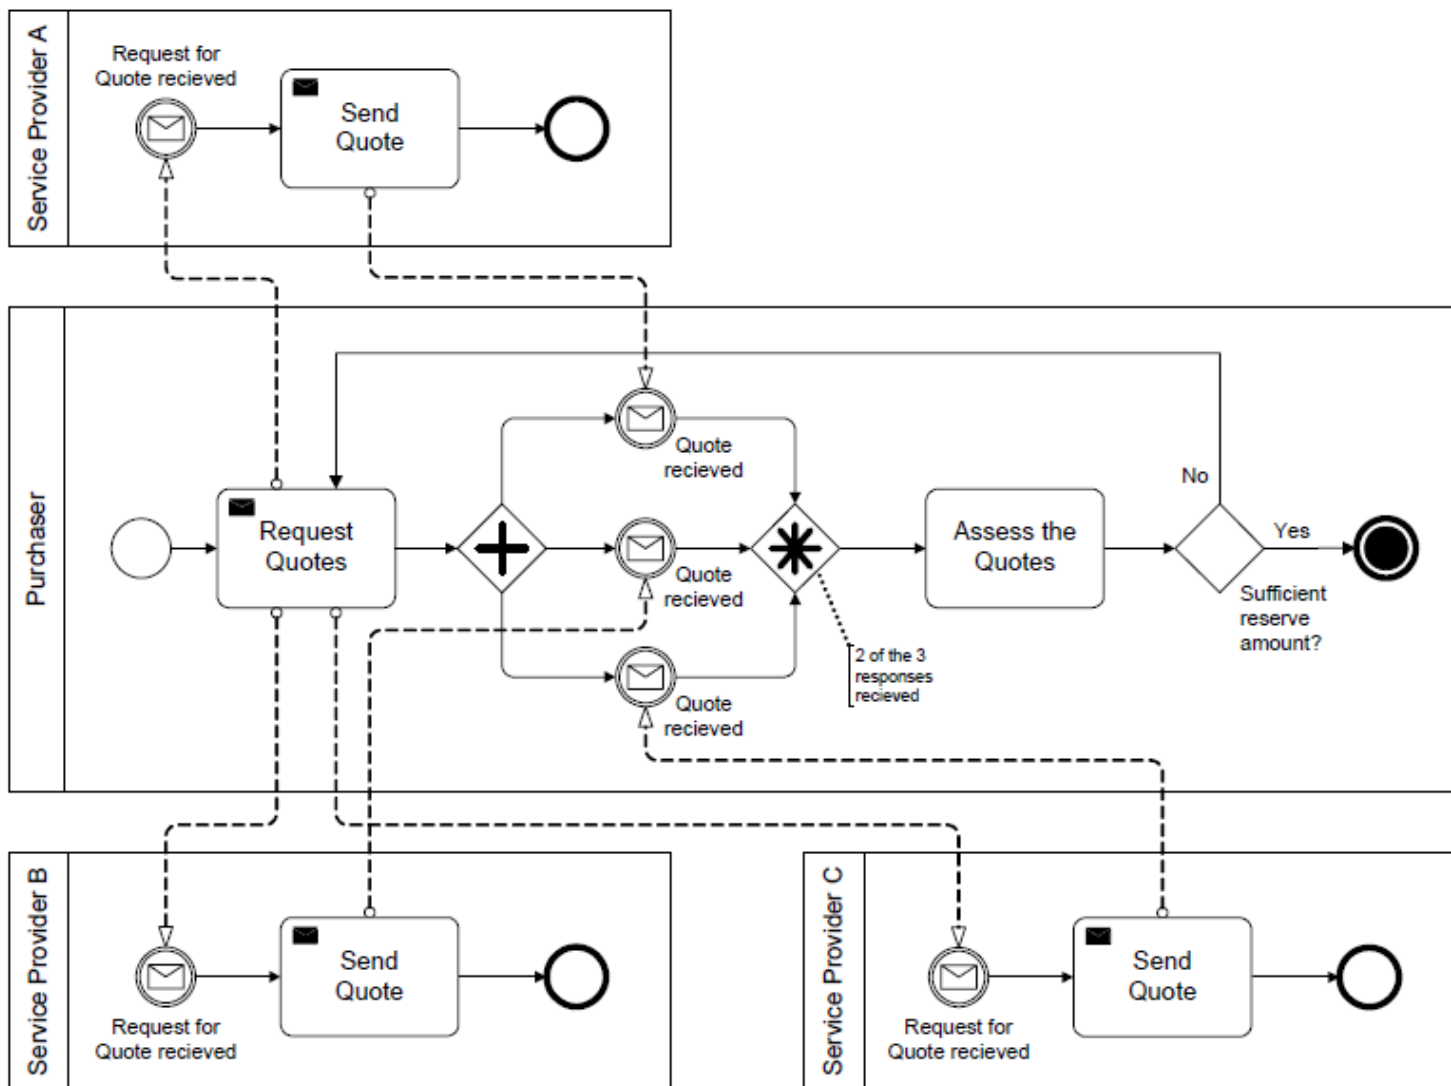 Service Provider A
Request for
Quote recieved
Send
Quote
Purchaser
Request
Quotes
Quote
recieved
Quote
recieved
Quote
recieved
2 of the 3
responses
recieved
Assess the
Quotes
No
Yes
Sufficient
reserve
amount?
Service Provider B
Request for
Quote recieved
Send
Quote
Service Provider C
Request for
Quote recieved
Send
Quote